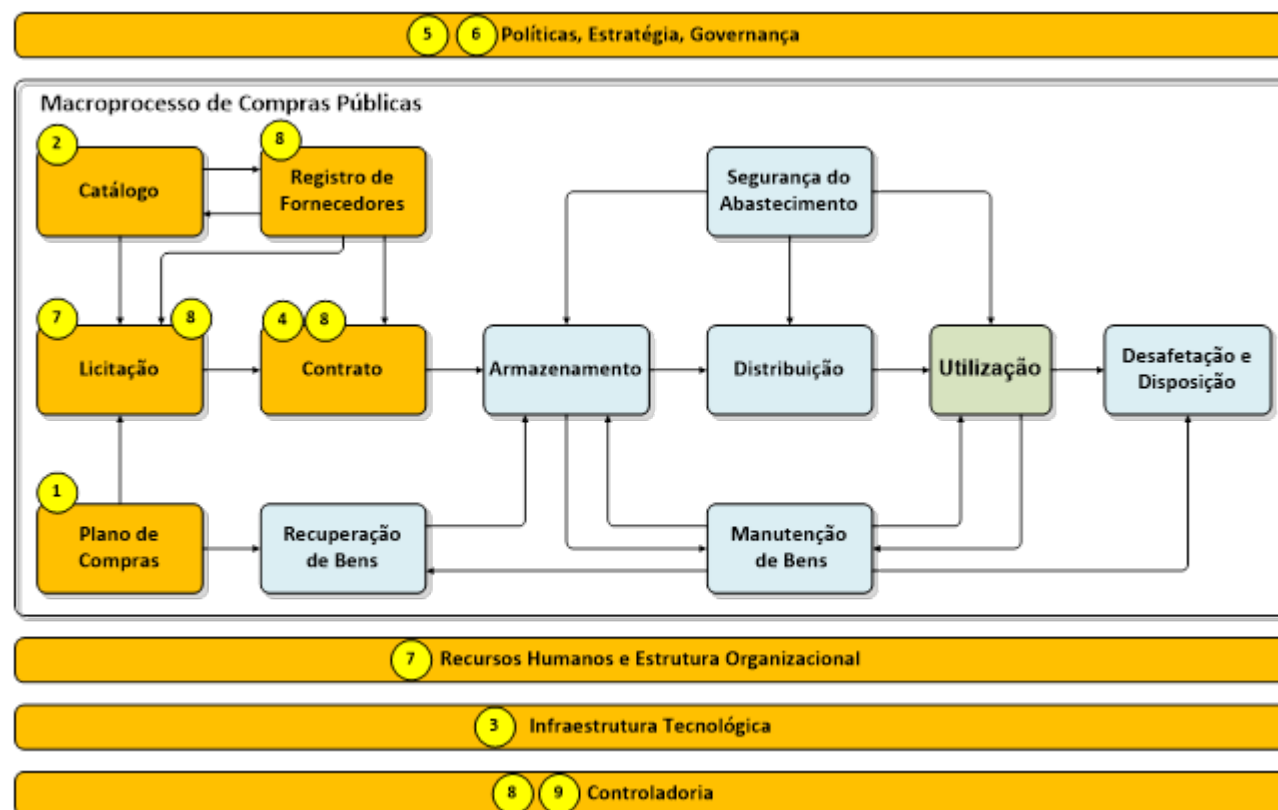 5 6 Políticas, Estratégia, Governança
Macroprocesso de Compras Públicas
2
Catálogo
8
Registro de
Fornecedores
Segurança do
Abastecimento
7 8
Licitação
4 8
Contrato
Armazenamento
Distribuição
Utilização
Desafetação e
Disposição
1
Plano de
Compras
Recuperação
de Bens
Manutenção
de Bens
7 Recursos Humanos e Estrutura Organizacional
3 Infraestrutura Tecnológica
8 9 Controladoria